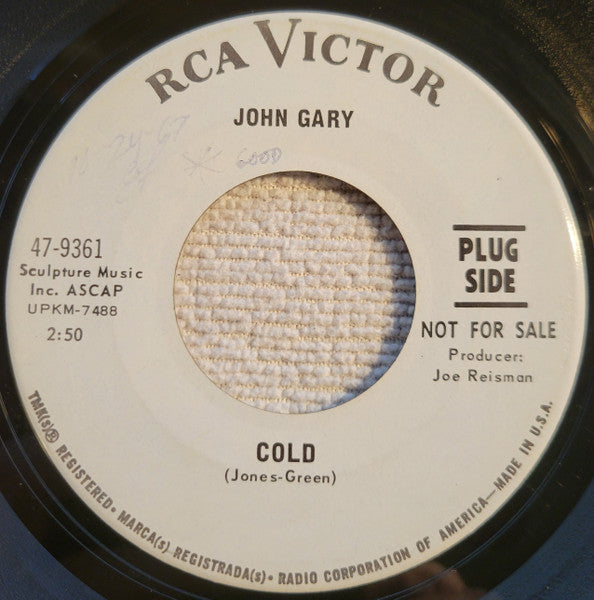 RCA VICTOR
JOHN GARY
GOOD
47-9361
Sculpture Music
Inc. ASCAP
UPKM-7488
2:50
PLUG
SIDE
NOT FOR SALE
Producer:
Joe Reisman
COLD
(Jones-Green)
TMK(s)® REGISTERED • MARCA(s) REGISTRADA(s) • RADIO CORPORATION OF AMERICA—MADE IN U.S.A.